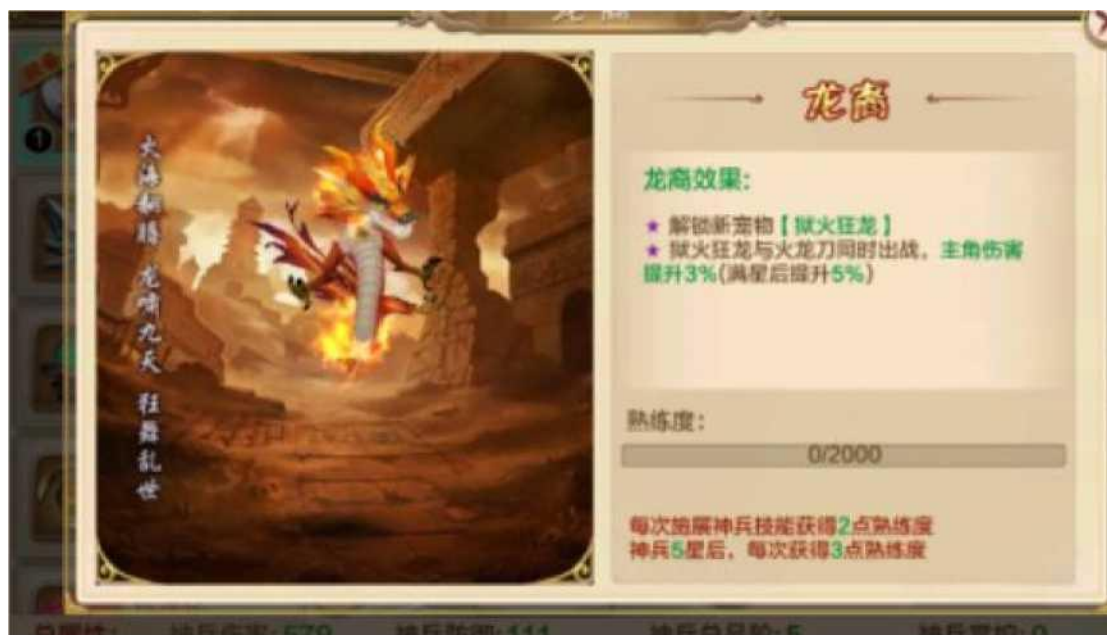 龙裔
大海翻腾 龙啸九天 狂舞乱世
龙裔
龙裔效果:
★ 解锁新宠物【狱火狂龙】
★ 狱火狂龙与火龙刀同时出战,主角伤害
提升3%(满星后提升5%)
熟练度:
0/2000
每次施展神兵技能获得2点熟练度
神兵5星后,每次获得3点熟练度
1